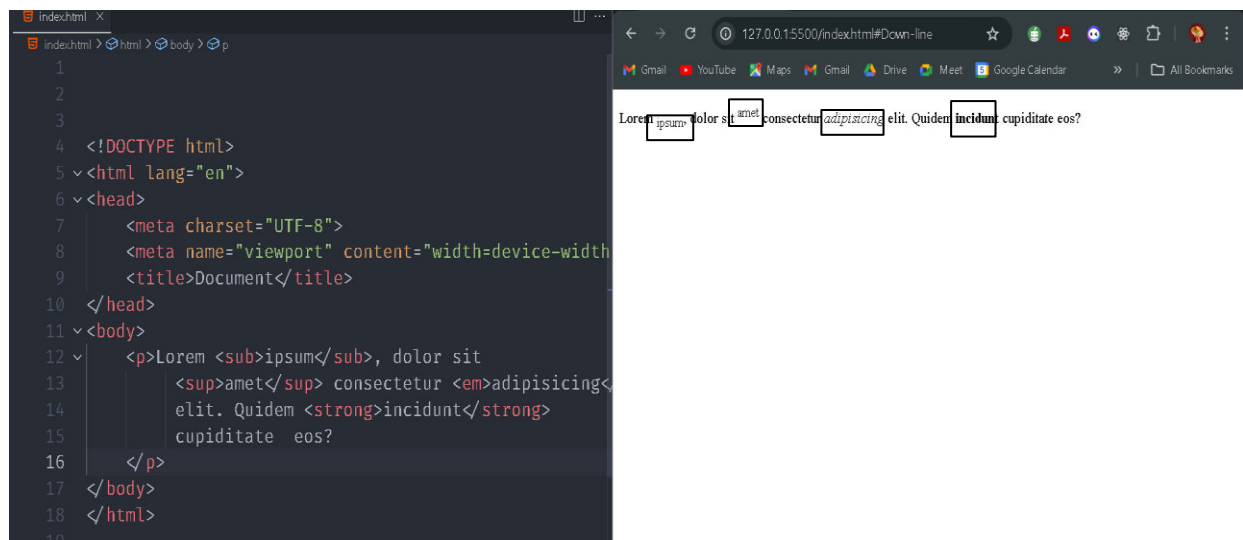 index.html ×
index.html > html > body > p
1
2
3
4 <!DOCTYPE html>
5 <html lang="en">
6 <head>
7 <meta charset="UTF-8">
8 <meta name="viewport" content="width=device-width
9 <title>Document</title>
10 </head>
11 <body>
12 <p>Lorem <sub>ipsum</sub>, dolor sit
13 <sup>amet</sup> consectetur <em>adipisicing<
14 elit. Quidem <strong>incidunt</strong>
15 cupiditate eos?
16 </p>
17 </body>
18 </html>
127.0.0.1:5500/index.html#Down-line
Gmail YouTube Maps Gmail Drive Meet 5 Google Calendar » All Bookmarks
Lorem ipsum, dolor sit amet consectetur adipisicing elit. Quidem incidunt cupiditate eos?